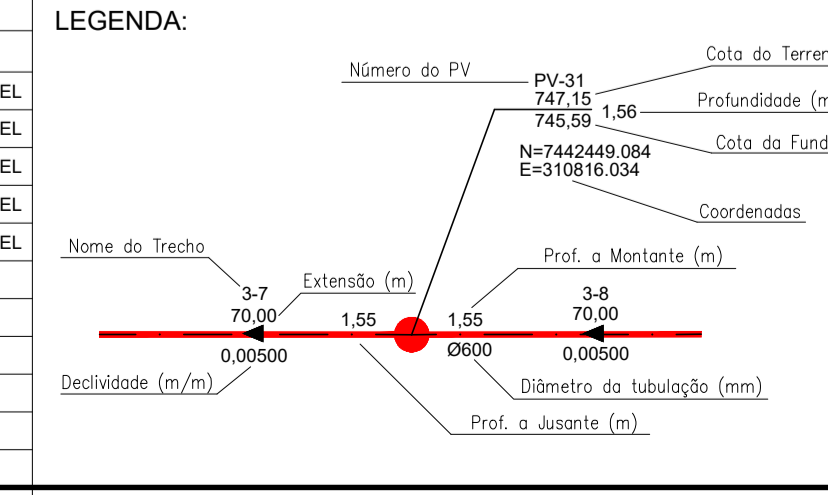 LEGENDA:
EL
EL
EL
EL
EL
Número do PV
PV-31
747,15
745,59
1,56
Cota do Terren
Profundidade (m
Cota da Fund
N=7442449.084
E=310816.034
Coordenadas
Nome do Trecho
Extensão (m)
Prof. a Montante (m)
3-7
70,00
0,00500
1,55
1,55
Ø600
3-8
70,00
0,00500
Declividade (m/m)
Diâmetro da tubulação (mm)
Prof. a Jusante (m)